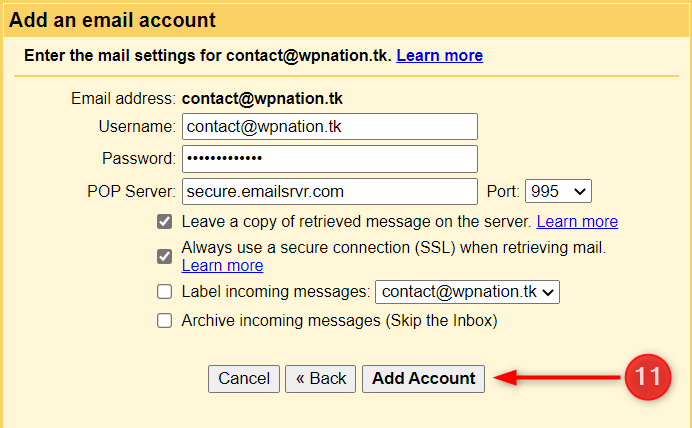 Add an email account
Enter the mail settings for contact@wpnation.tk. Learn more
Email address: contact@wpnation.tk
Username: contact@wpnation.tk
Password: •••••••••••••
POP Server: secure.emailsrvr.com Port: 995
Leave a copy of retrieved message on the server. Learn more
Always use a secure connection (SSL) when retrieving mail.
Learn more
Label incoming messages: contact@wpnation.tk
Archive incoming messages (Skip the Inbox)
Cancel « Back Add Account 11